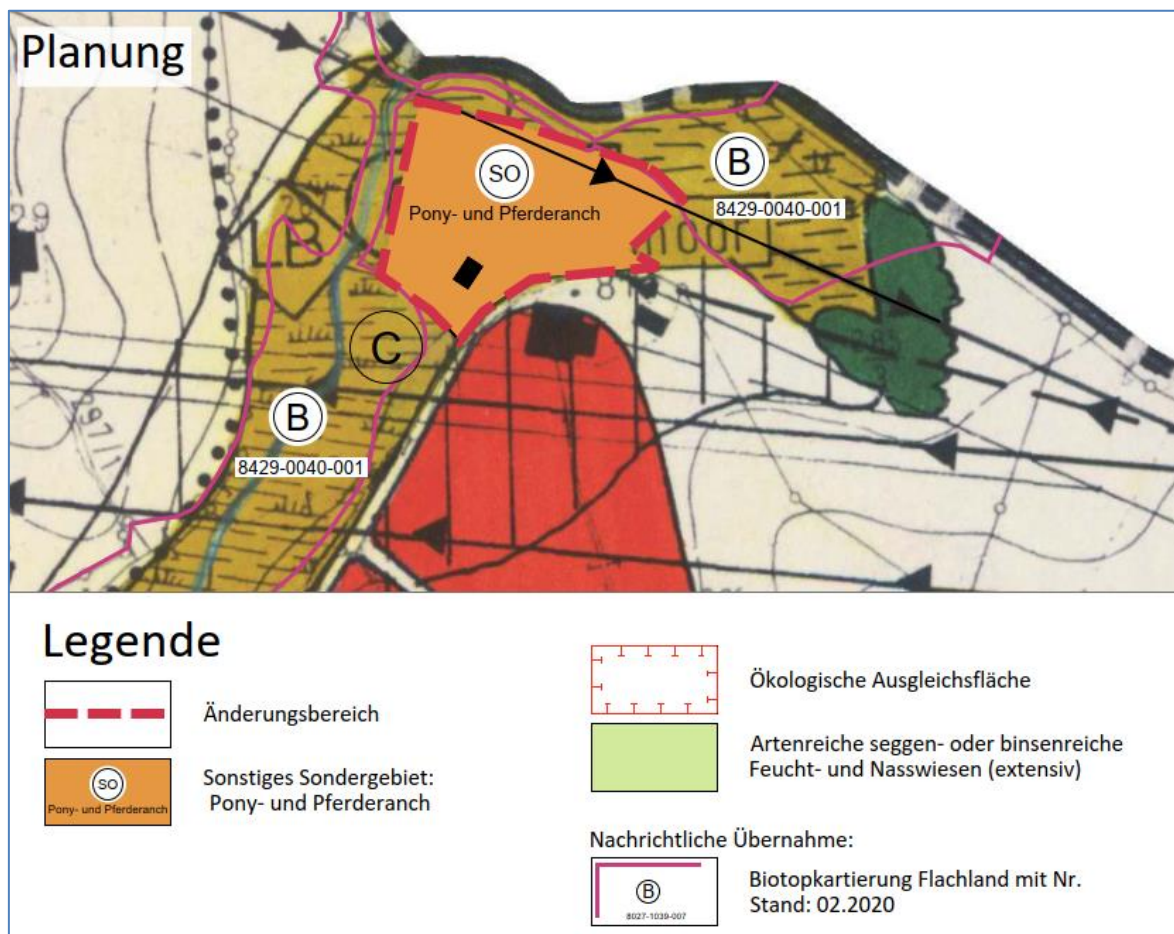 Planung
B
SO
8429-0040-001
Pony- und Pferderanch
moor
LB
C
B
8429-0040-001
Legende
Änderungsbereich
SO
Pony- und Pferderanch
Sonstiges Sondergebiet:
Pony- und Pferderanch
Ökologische Ausgleichsfläche
Artenreiche seggen- oder binsenreiche
Feucht- und Nasswiesen (extensiv)
Nachrichtliche Übernahme:
B
8027-1039-007
Biotopkartierung Flachland mit Nr.
Stand: 02.2020